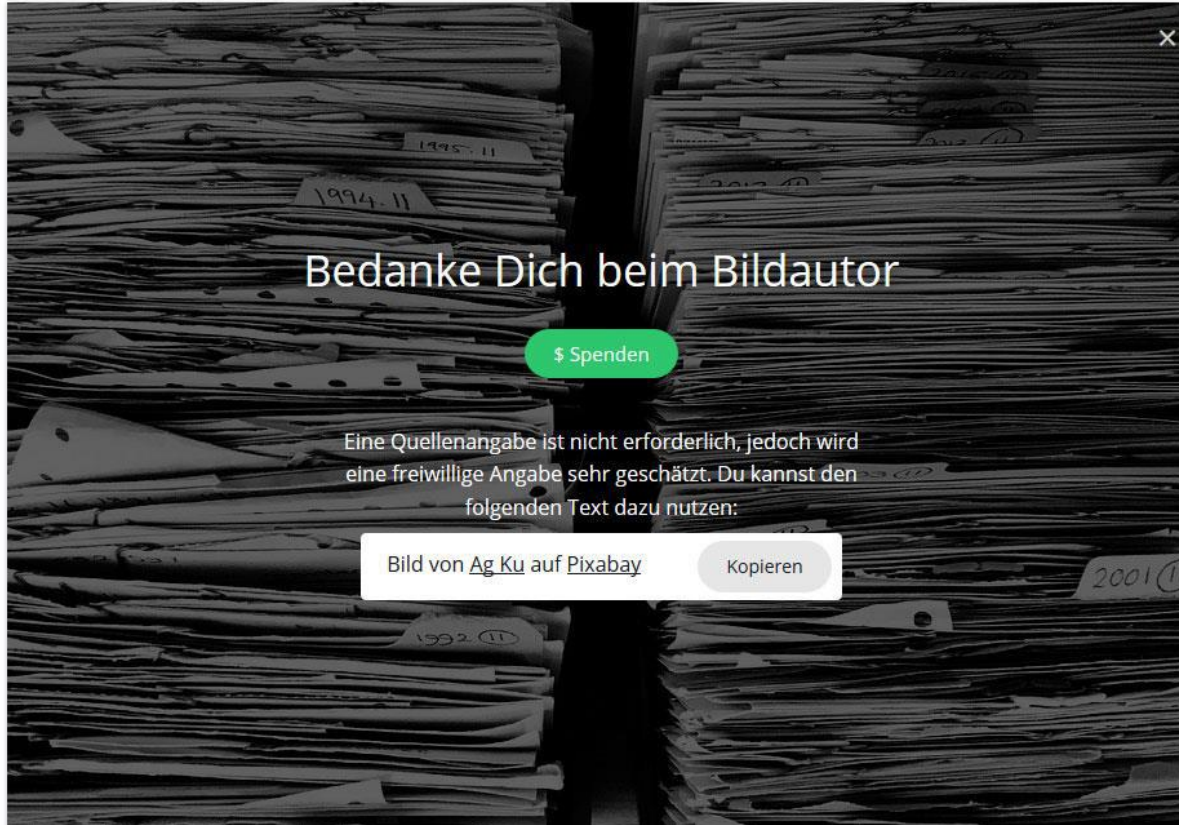 ×
1995.11
1994.11
Bedanke Dich beim Bildautor
$ Spenden
Eine Quellenangabe ist nicht erforderlich, jedoch wird
eine freiwillige Angabe sehr geschätzt. Du kannst den
folgenden Text dazu nutzen:
Bild von Ag Ku auf Pixabay
Kopieren
2001
1992 (11)